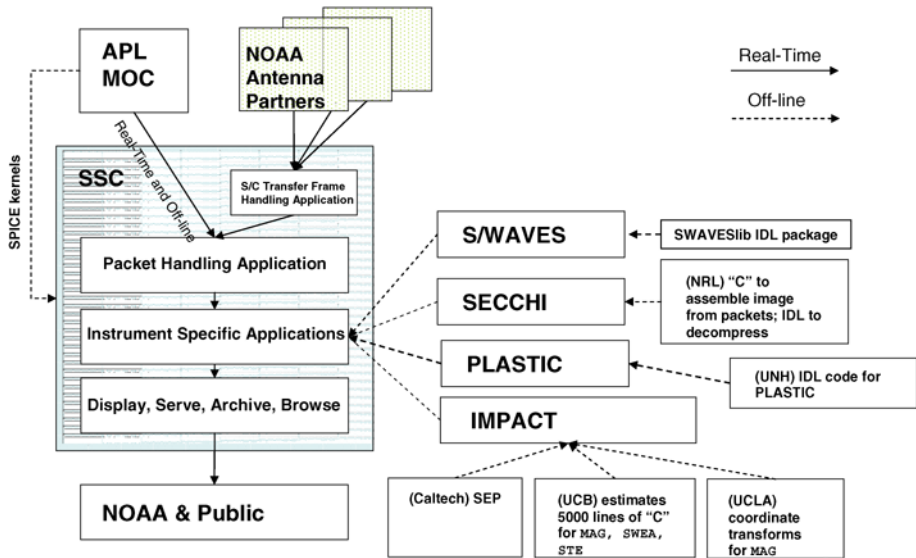 APL
MOC
NOAA
Antenna
Partners
Real-Time
Off-line
SPICE kernels
Real-Time and Off-line
SSC
S/C Transfer Frame
Handling Application
Packet Handling Application
Instrument Specific Applications
Display, Serve, Archive, Browse
NOAA & Public
S/WAVES
SWAVESlib IDL package
SECCHI
(NRL) “C” to
assemble image
from packets; IDL to
decompress
PLASTIC
(UNH) IDL code for
PLASTIC
IMPACT
(Caltech) SEP
(UCB) estimates
5000 lines of “C”
for MAG, SWEA,
STE
(UCLA)
coordinate
transforms
for MAG